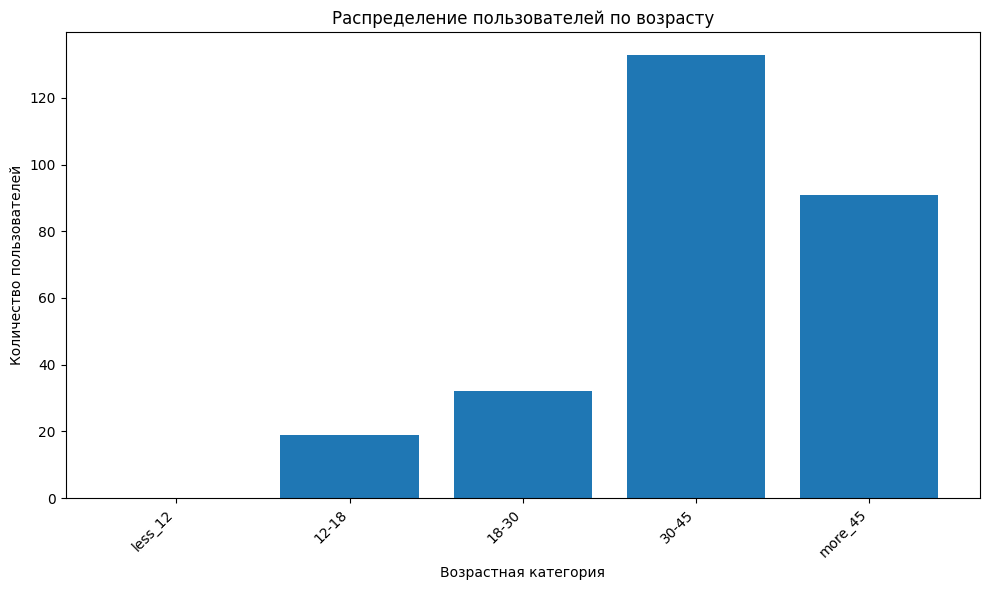 Распределение пользователей по возрасту
Количество пользователей
120
100
80
60
40
20
0
less_12
12-18
18-30
30-45
more_45
Возрастная категория